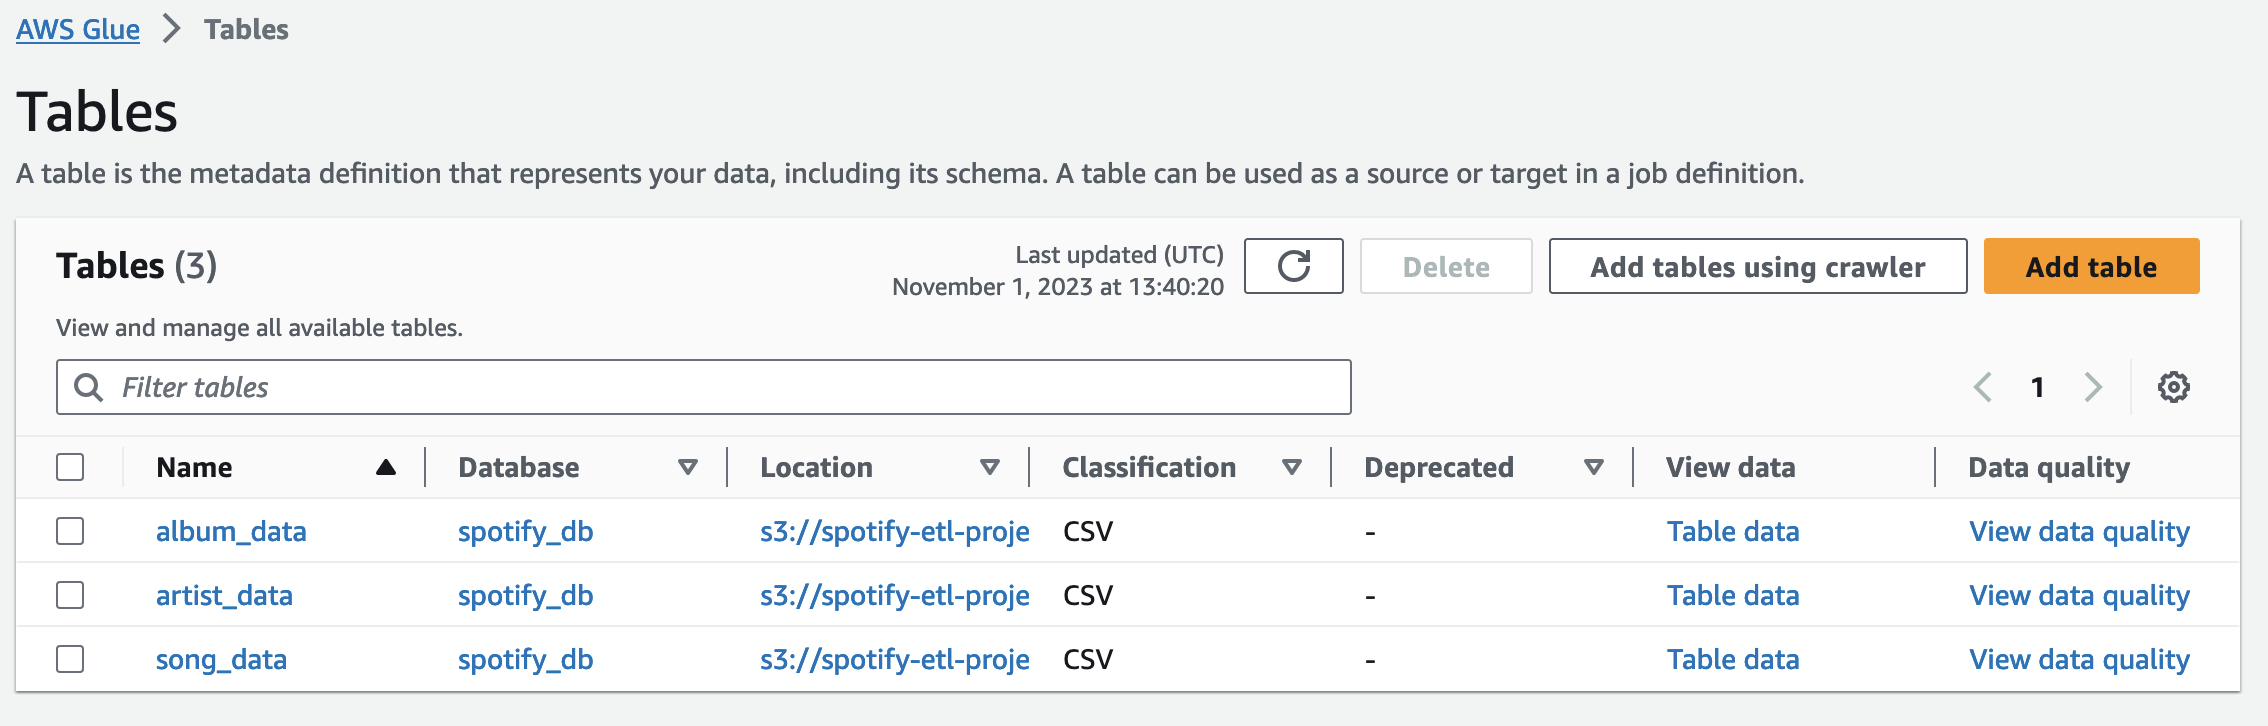 AWS Glue > Tables
Tables
A table is the metadata definition that represents your data, including its schema. A table can be used as a source or target in a job definition.
Tables (3)
Last updated (UTC)
November 1, 2023 at 13:40:20
Delete
Add tables using crawler
Add table
View and manage all available tables.
Filter tables
1
Name Database Location Classification Deprecated View data Data quality
album_data spotify_db s3://spotify-etl-proje CSV - Table data View data quality
artist_data spotify_db s3://spotify-etl-proje CSV - Table data View data quality
song_data spotify_db s3://spotify-etl-proje CSV - Table data View data quality